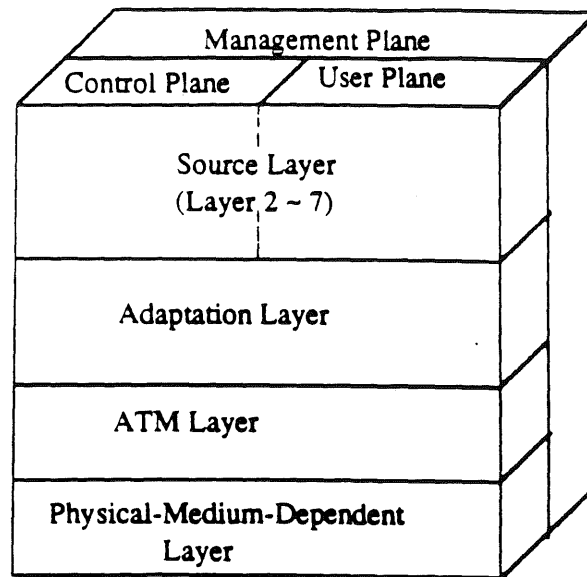 Management Plane
Control Plane
User Plane
Source Layer
(Layer 2 ~ 7)
Adaptation Layer
ATM Layer
Physical-Medium-Dependent
Layer